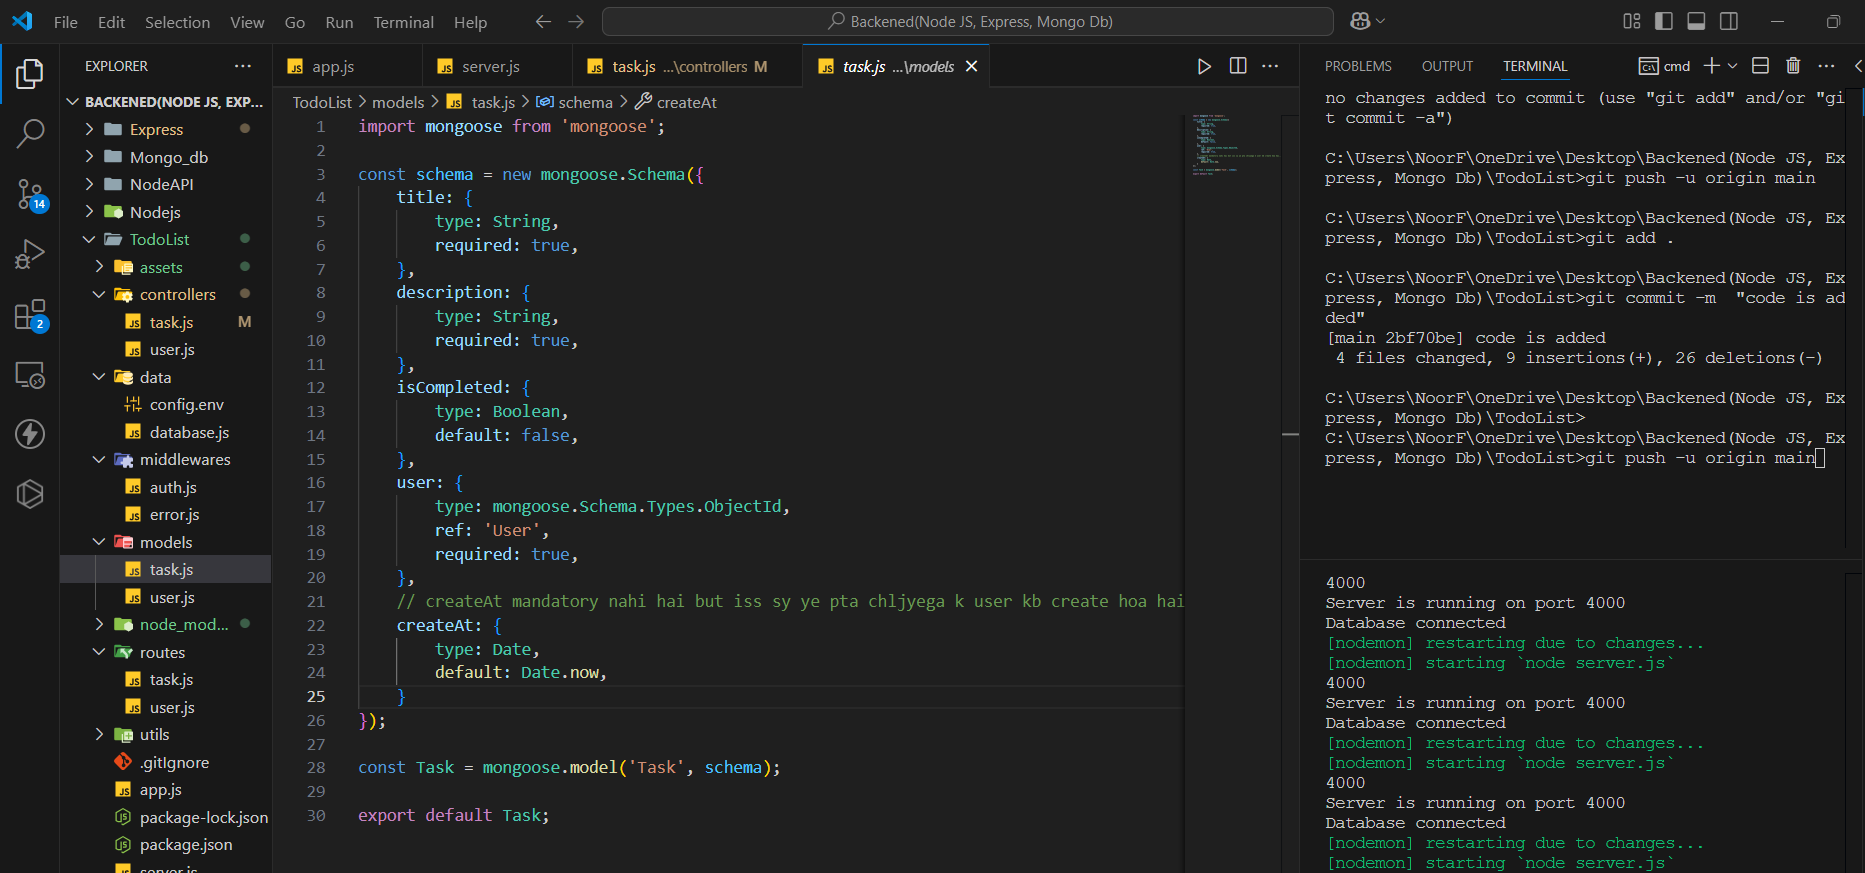 File Edit Selection View Go Run Terminal Help
Backened(Node JS, Express, Mongo Db)
EXPLORER
BACKENED(NODE JS, EXP...
Express
Mongo_db
NodeAPI
Nodejs
TodoList
assets
controllers
task.js M
user.js
data
config.env
database.js
middlewares
auth.js
error.js
models
task.js
user.js
node_mod...
routes
task.js
user.js
utils
.gitIgnore
app.js
package-lock.json
package.json
server.js
14
2
app.js
server.js
task.js ...\controllers M
task.js ...\models
TodoList > models > task.js > schema > createAt
1 import mongoose from 'mongoose';
2
3 const schema = new mongoose.Schema({
4 title: {
5 type: String,
6 required: true,
7 },
8 description: {
9 type: String,
10 required: true,
11 },
12 isCompleted: {
13 type: Boolean,
14 default: false,
15 },
16 user: {
17 type: mongoose.Schema.Types.ObjectId,
18 ref: 'User',
19 required: true,
20 },
21 // createAt mandatory nahi hai but iss sy ye pta chljyega k user kb create hoa hai
22 createAt: {
23 type: Date,
24 default: Date.now,
25 }
26 });
27
28 const Task = mongoose.model('Task', schema);
29
30 export default Task;
PROBLEMS OUTPUT TERMINAL cmd
no changes added to commit (use "git add" and/or "gi
t commit -a")
C:\Users\NoorF\OneDrive\Desktop\Backened(Node JS, Ex
press, Mongo Db)\TodoList>git push -u origin main
C:\Users\NoorF\OneDrive\Desktop\Backened(Node JS, Ex
press, Mongo Db)\TodoList>git add .
C:\Users\NoorF\OneDrive\Desktop\Backened(Node JS, Ex
press, Mongo Db)\TodoList>git commit -m  "code is ad
ded"
[main 2bf70be] code is added
4 files changed, 9 insertions(+), 26 deletions(-)
C:\Users\NoorF\OneDrive\Desktop\Backened(Node JS, Ex
press, Mongo Db)\TodoList>
C:\Users\NoorF\OneDrive\Desktop\Backened(Node JS, Ex
press, Mongo Db)\TodoList>git push -u origin main
4000
Server is running on port 4000
Database connected
[nodemon] restarting due to changes...
[nodemon] starting `node server.js`
4000
Server is running on port 4000
Database connected
[nodemon] restarting due to changes...
[nodemon] starting `node server.js`
4000
Server is running on port 4000
Database connected
[nodemon] restarting due to changes...
[nodemon] starting `node server.js`